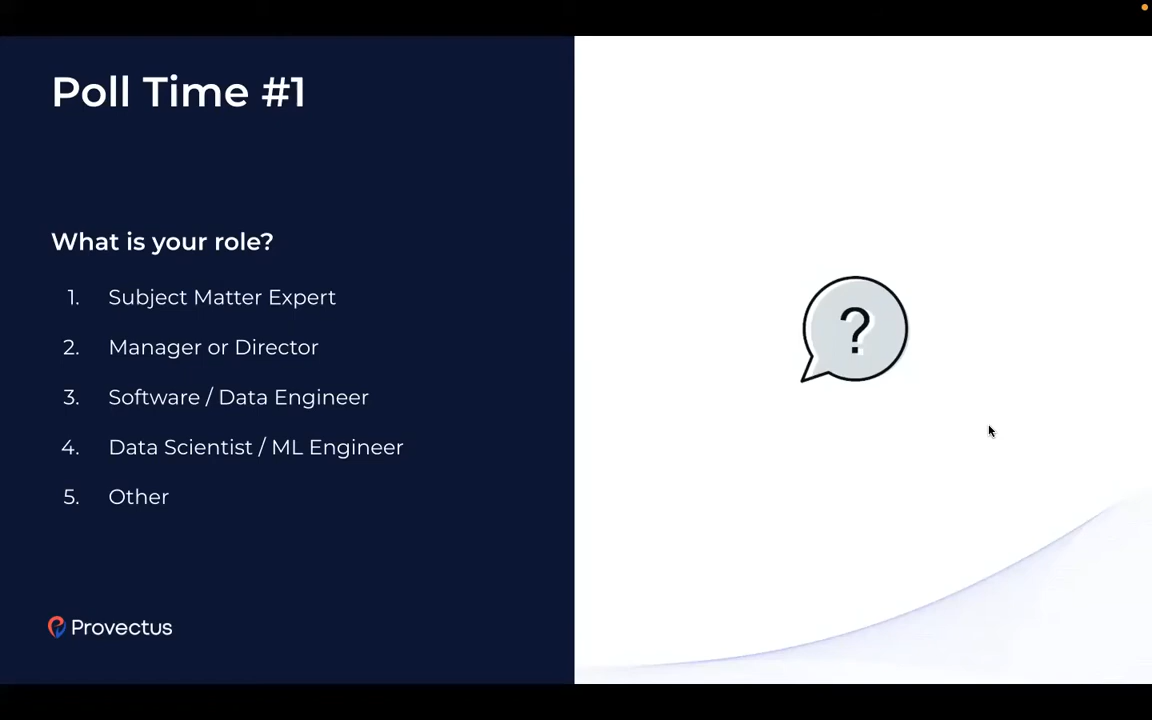 Poll Time #1
What is your role?
1. Subject Matter Expert
2. Manager or Director
3. Software / Data Engineer
4. Data Scientist / ML Engineer
5. Other
?
Provectus